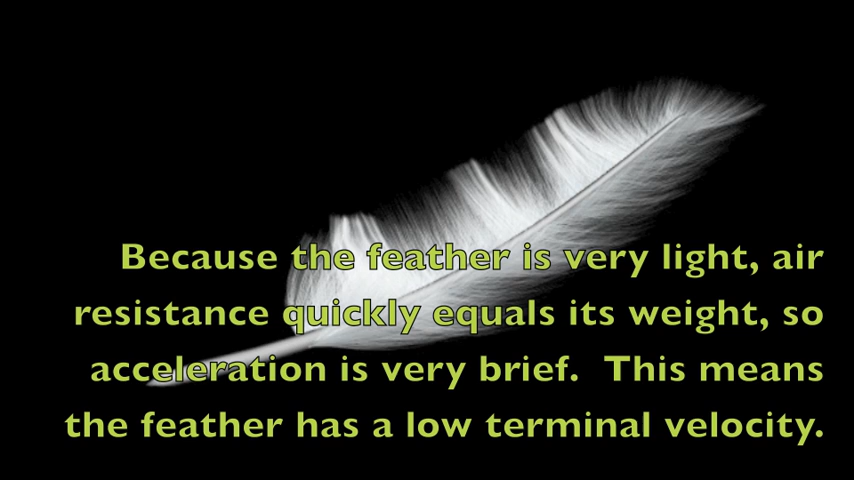 Because the feather is very light, air
resistance quickly equals its weight, so
acceleration is very brief.  This means
the feather has a low terminal velocity.